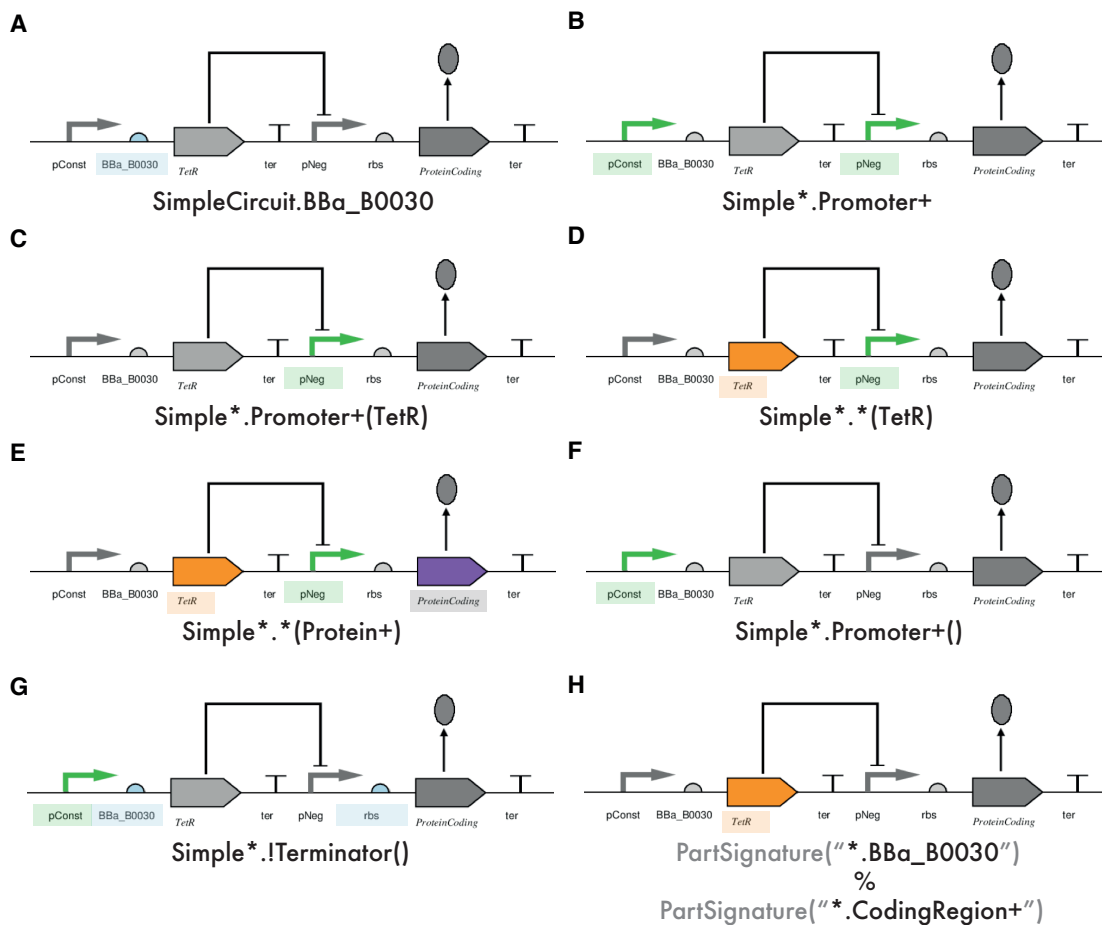 A
pConst BBa_B0030 TetR ter pNeg rbs ProteinCoding ter
SimpleCircuit.BBa_B0030
B
pConst BBa_B0030 TetR ter pNeg rbs ProteinCoding ter
Simple*.Promoter+
C
pConst BBa_B0030 TetR ter pNeg rbs ProteinCoding ter
Simple*.Promoter+(TetR)
D
pConst BBa_B0030 TetR ter pNeg rbs ProteinCoding ter
Simple*.*(TetR)
E
pConst BBa_B0030 TetR ter pNeg rbs ProteinCoding ter
Simple*.*(Protein+)
F
pConst BBa_B0030 TetR ter pNeg rbs ProteinCoding ter
Simple*.Promoter+()
G
pConst BBa_B0030 TetR ter pNeg rbs ProteinCoding ter
Simple*.!Terminator()
H
pConst BBa_B0030 TetR ter pNeg rbs ProteinCoding ter
PartSignature(“*.BBa_B0030”)
%
PartSignature(“*.CodingRegion+”)